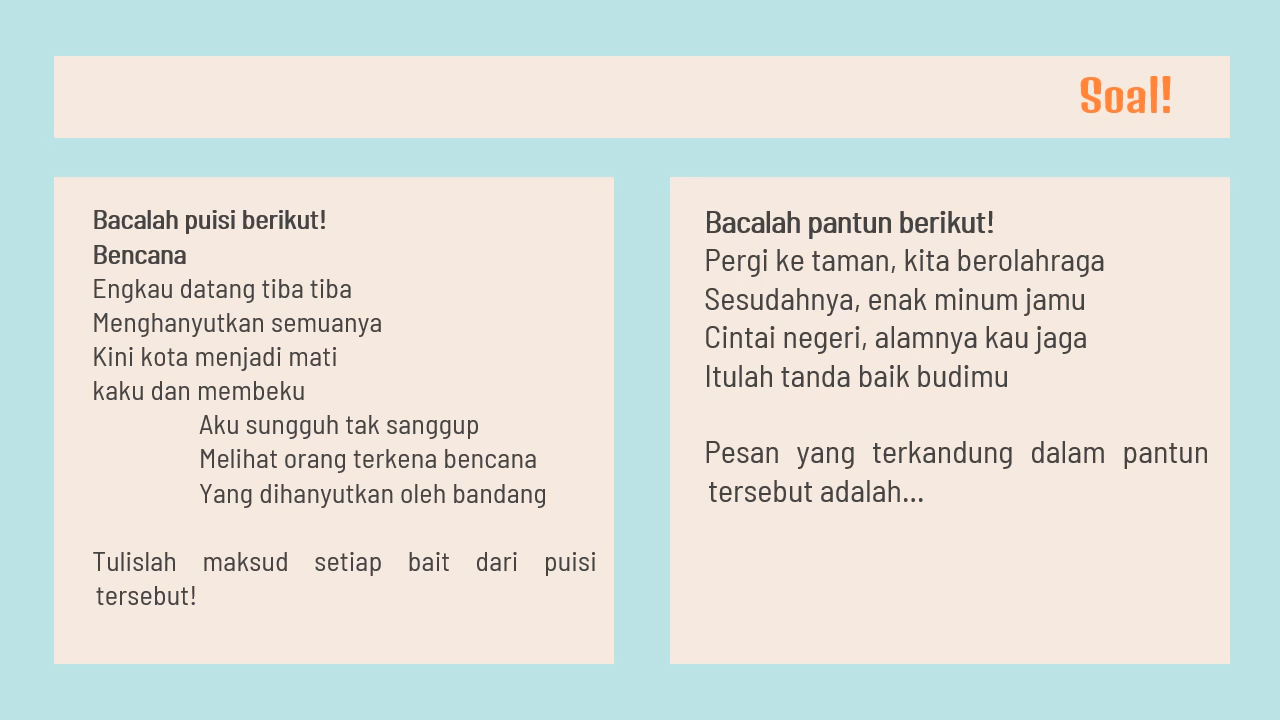 Soal!
Bacalah puisi berikut!
Bencana
Engkau datang tiba tiba
Menghanyutkan semuanya
Kini kota menjadi mati
kaku dan membeku
Aku sungguh tak sanggup
Melihat orang terkena bencana
Yang dihanyutkan oleh bandang
Tulislah maksud setiap bait dari puisi
tersebut!
Bacalah pantun berikut!
Pergi ke taman, kita berolahraga
Sesudahnya, enak minum jamu
Cintai negeri, alamnya kau jaga
Itulah tanda baik budimu
Pesan yang terkandung dalam pantun
tersebut adalah...